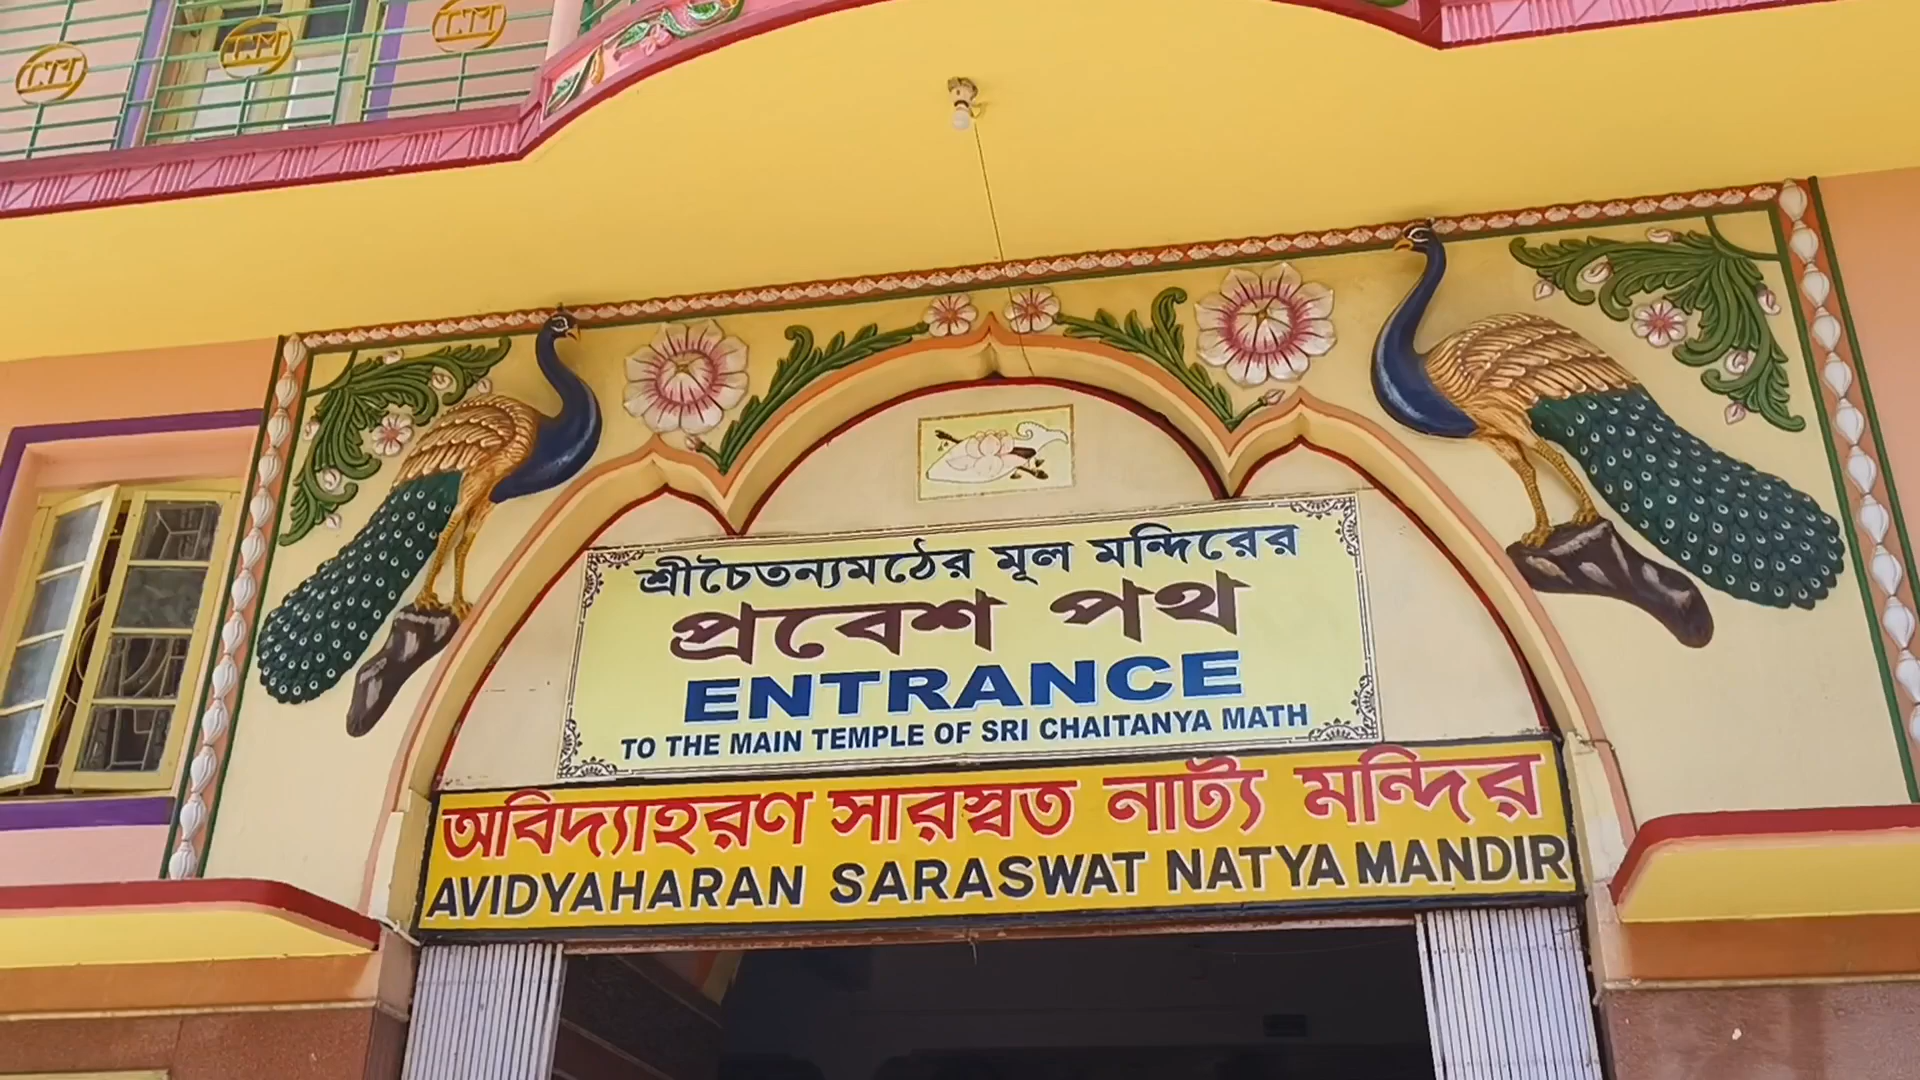 শ্রীচৈতন্যমঠের মূল মন্দিরের
প্রবেশ পথ
ENTRANCE
TO THE MAIN TEMPLE OF SRI CHAITANYA MATH
অবিদ্যাহরণ সারস্বত নাট্য মন্দির
AVIDYAHARAN SARASWAT NATYA MANDIR